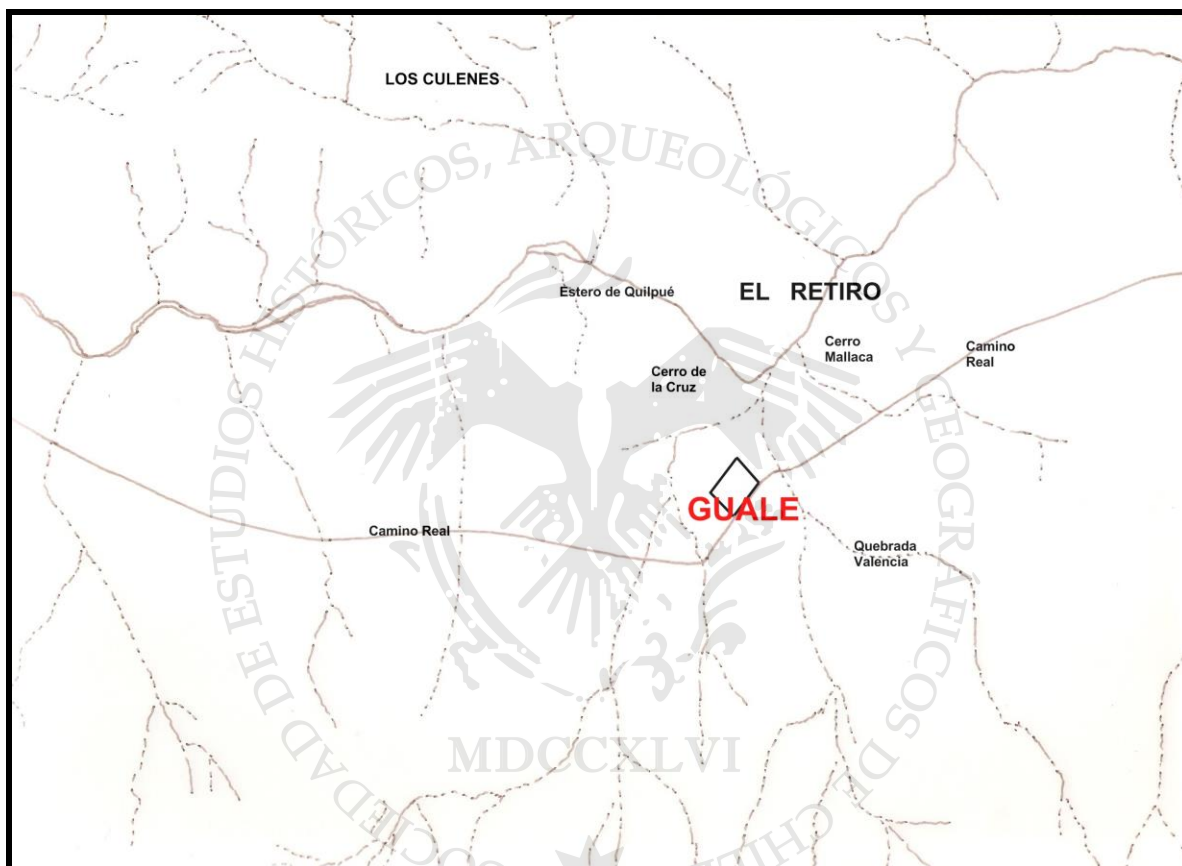 LOS CULENES
Estero de Quilpué
EL RETIRO
Cerro
Mallaca
Camino
Real
Cerro de
la Cruz
GUALE
Camino Real
Quebrada
Valencia
SOCIEDAD DE ESTUDIOS HISTÓRICOS, ARQUEOLÓGICOS Y GEOGRÁFICOS DE CHILE
MDCCXLVI